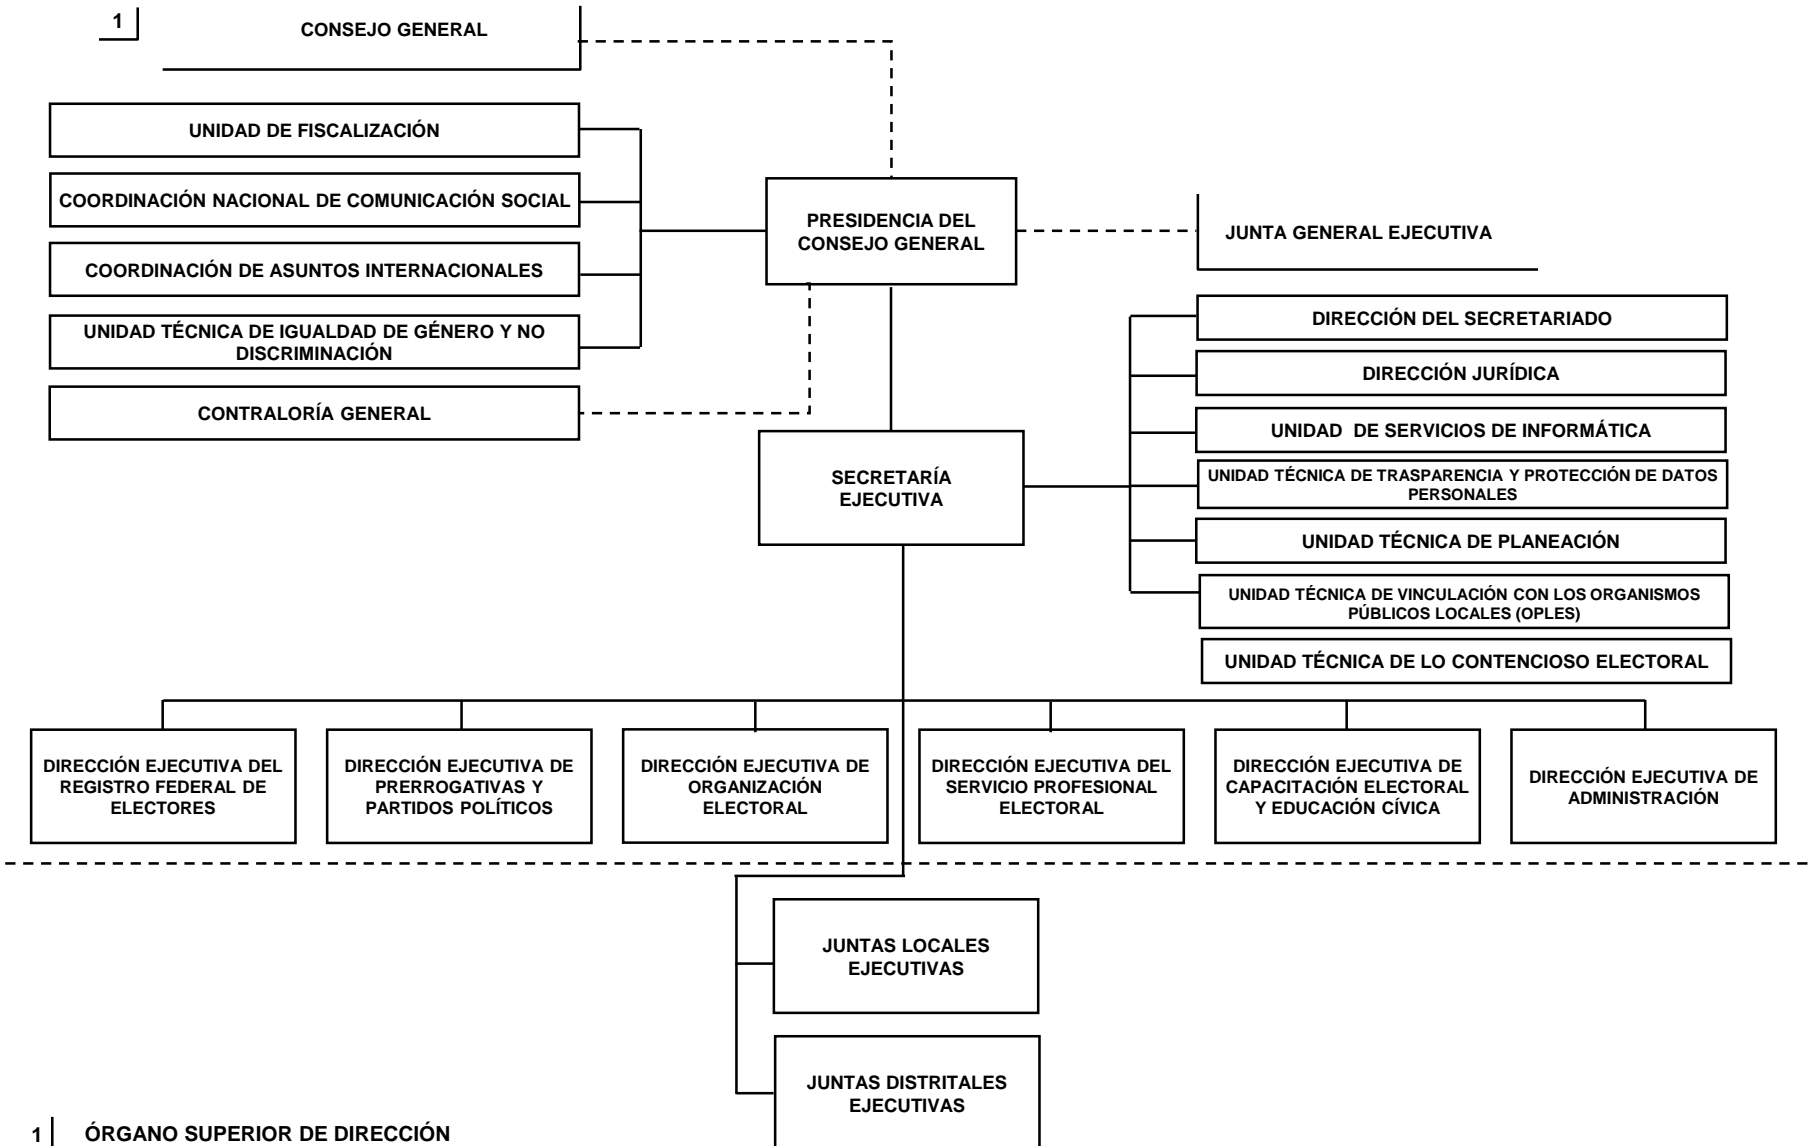 1
CONSEJO GENERAL
UNIDAD DE FISCALIZACIÓN
COORDINACIÓN NACIONAL DE COMUNICACIÓN SOCIAL
COORDINACIÓN DE ASUNTOS INTERNACIONALES
UNIDAD TÉCNICA DE IGUALDAD DE GÉNERO Y NO
DISCRIMINACIÓN
CONTRALORÍA GENERAL
PRESIDENCIA DEL
CONSEJO GENERAL
JUNTA GENERAL EJECUTIVA
SECRETARÍA
EJECUTIVA
DIRECCIÓN DEL SECRETARIADO
DIRECCIÓN JURÍDICA
UNIDAD DE SERVICIOS DE INFORMÁTICA
UNIDAD TÉCNICA DE TRASPARENCIA Y PROTECCIÓN DE DATOS
PERSONALES
UNIDAD TÉCNICA DE PLANEACIÓN
UNIDAD TÉCNICA DE VINCULACIÓN CON LOS ORGANISMOS
PÚBLICOS LOCALES (OPLES)
UNIDAD TÉCNICA DE LO CONTENCIOSO ELECTORAL
DIRECCIÓN EJECUTIVA DEL
REGISTRO FEDERAL DE
ELECTORES
DIRECCIÓN EJECUTIVA DE
PRERROGATIVAS Y
PARTIDOS POLÍTICOS
DIRECCIÓN EJECUTIVA DE
ORGANIZACIÓN
ELECTORAL
DIRECCIÓN EJECUTIVA DEL
SERVICIO PROFESIONAL
ELECTORAL
DIRECCIÓN EJECUTIVA DE
CAPACITACIÓN ELECTORAL
Y EDUCACIÓN CÍVICA
DIRECCIÓN EJECUTIVA DE
ADMINISTRACIÓN
JUNTAS LOCALES
EJECUTIVAS
JUNTAS DISTRITALES
EJECUTIVAS
1 ÓRGANO SUPERIOR DE DIRECCIÓN